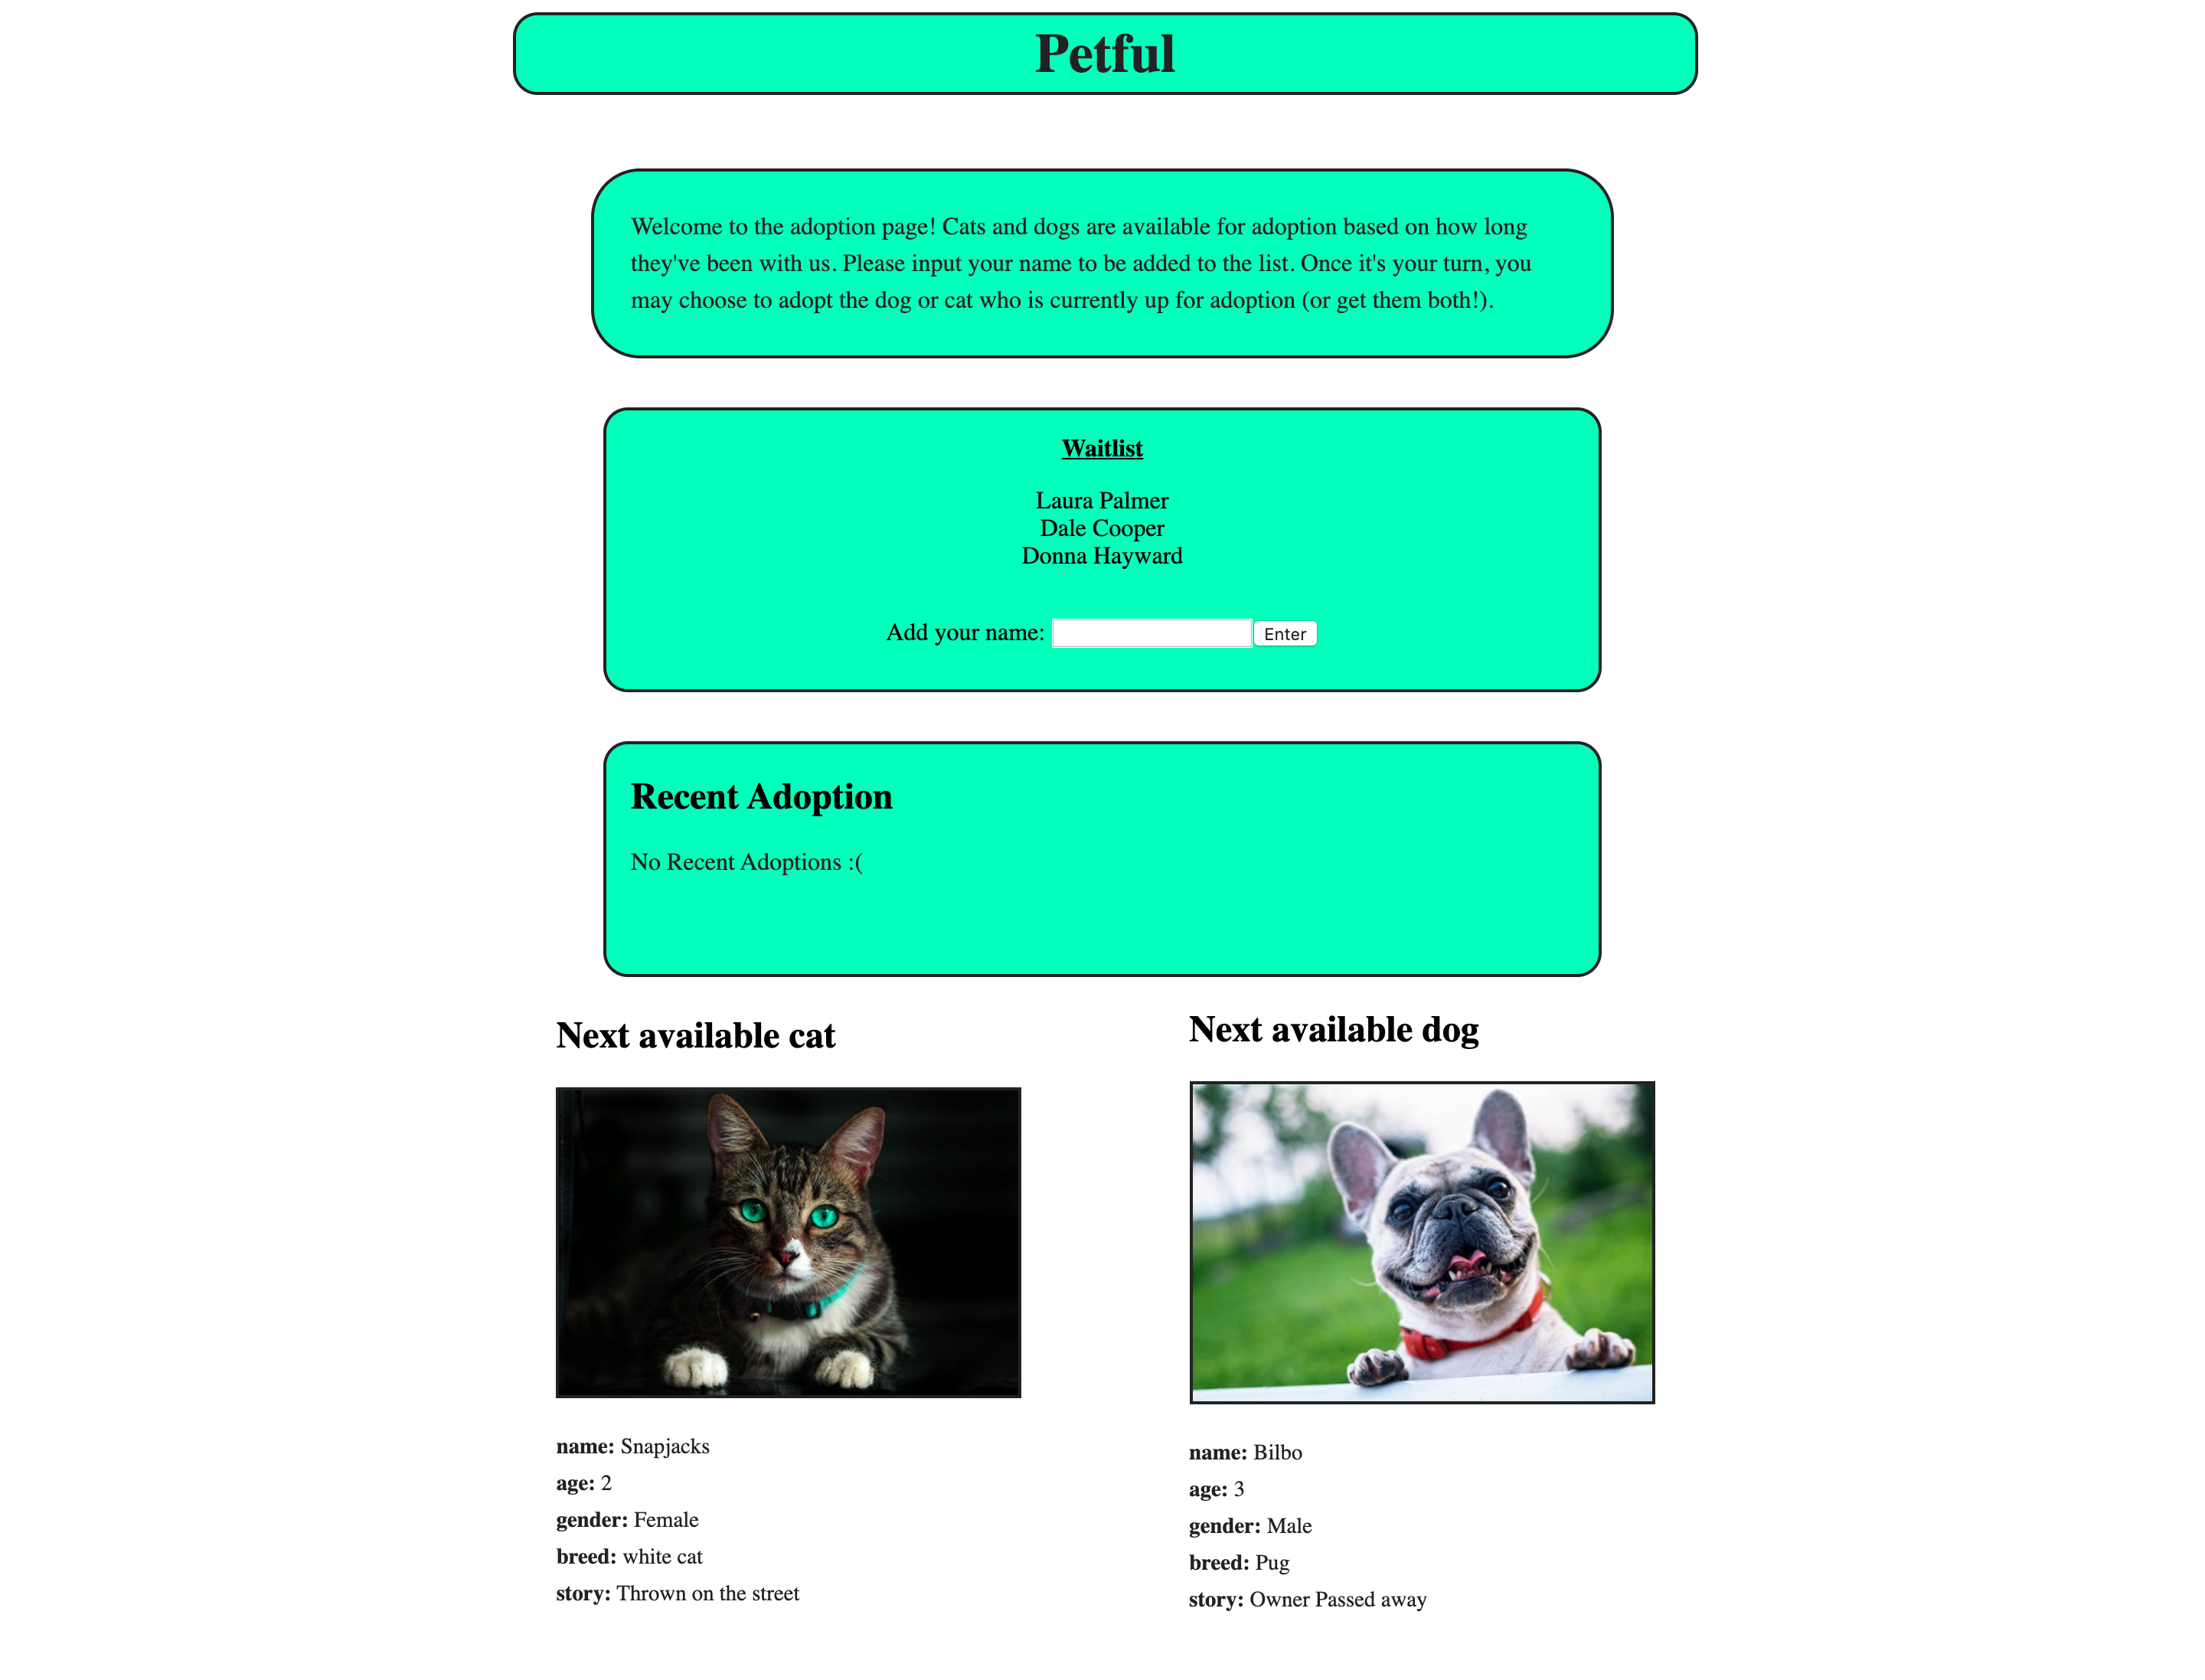 Petful
Welcome to the adoption page! Cats and dogs are available for adoption based on how long
they've been with us. Please input your name to be added to the list. Once it's your turn, you
may choose to adopt the dog or cat who is currently up for adoption (or get them both!).
Waitlist
Laura Palmer
Dale Cooper
Donna Hayward
Add your name:
Enter
Recent Adoption
No Recent Adoptions :(
Next available cat
name: Snapjacks
age: 2
gender: Female
breed: white cat
story: Thrown on the street
Next available dog
name: Bilbo
age: 3
gender: Male
breed: Pug
story: Owner Passed away